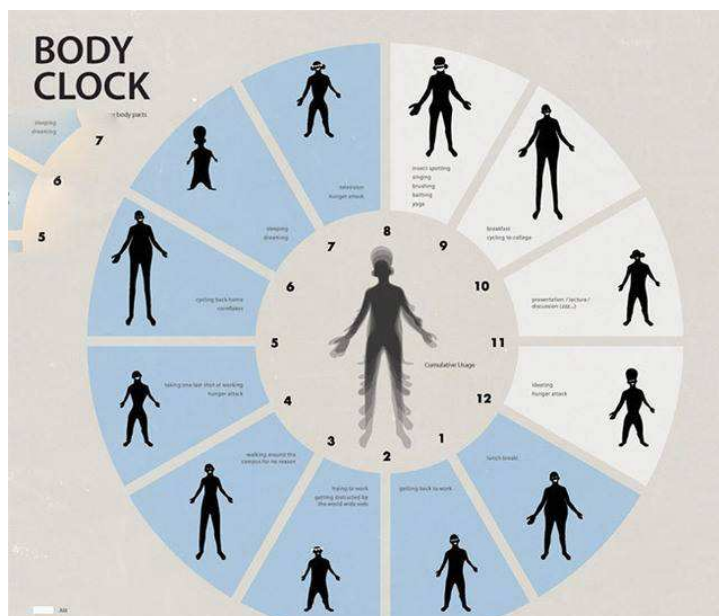 BODY
CLOCK
body parts
sleeping
dreaming
7
6
5
television
hunger attack
insect spotting
singing
brushing
bathing
yoga
sleeping
dreaming
breakfast
cycling to college
7
8
9
6
10
cycling back home
cornflakes
presentation / lecture /
discussion
5
11
Cumulative Usage
taking one last shot at working
hunger attack
ideating
hunger attack
4
12
3
1
2
walking around the
campus for no reason
lunch break
trying to work
getting distracted by
the world wide web
getting back to work
AM